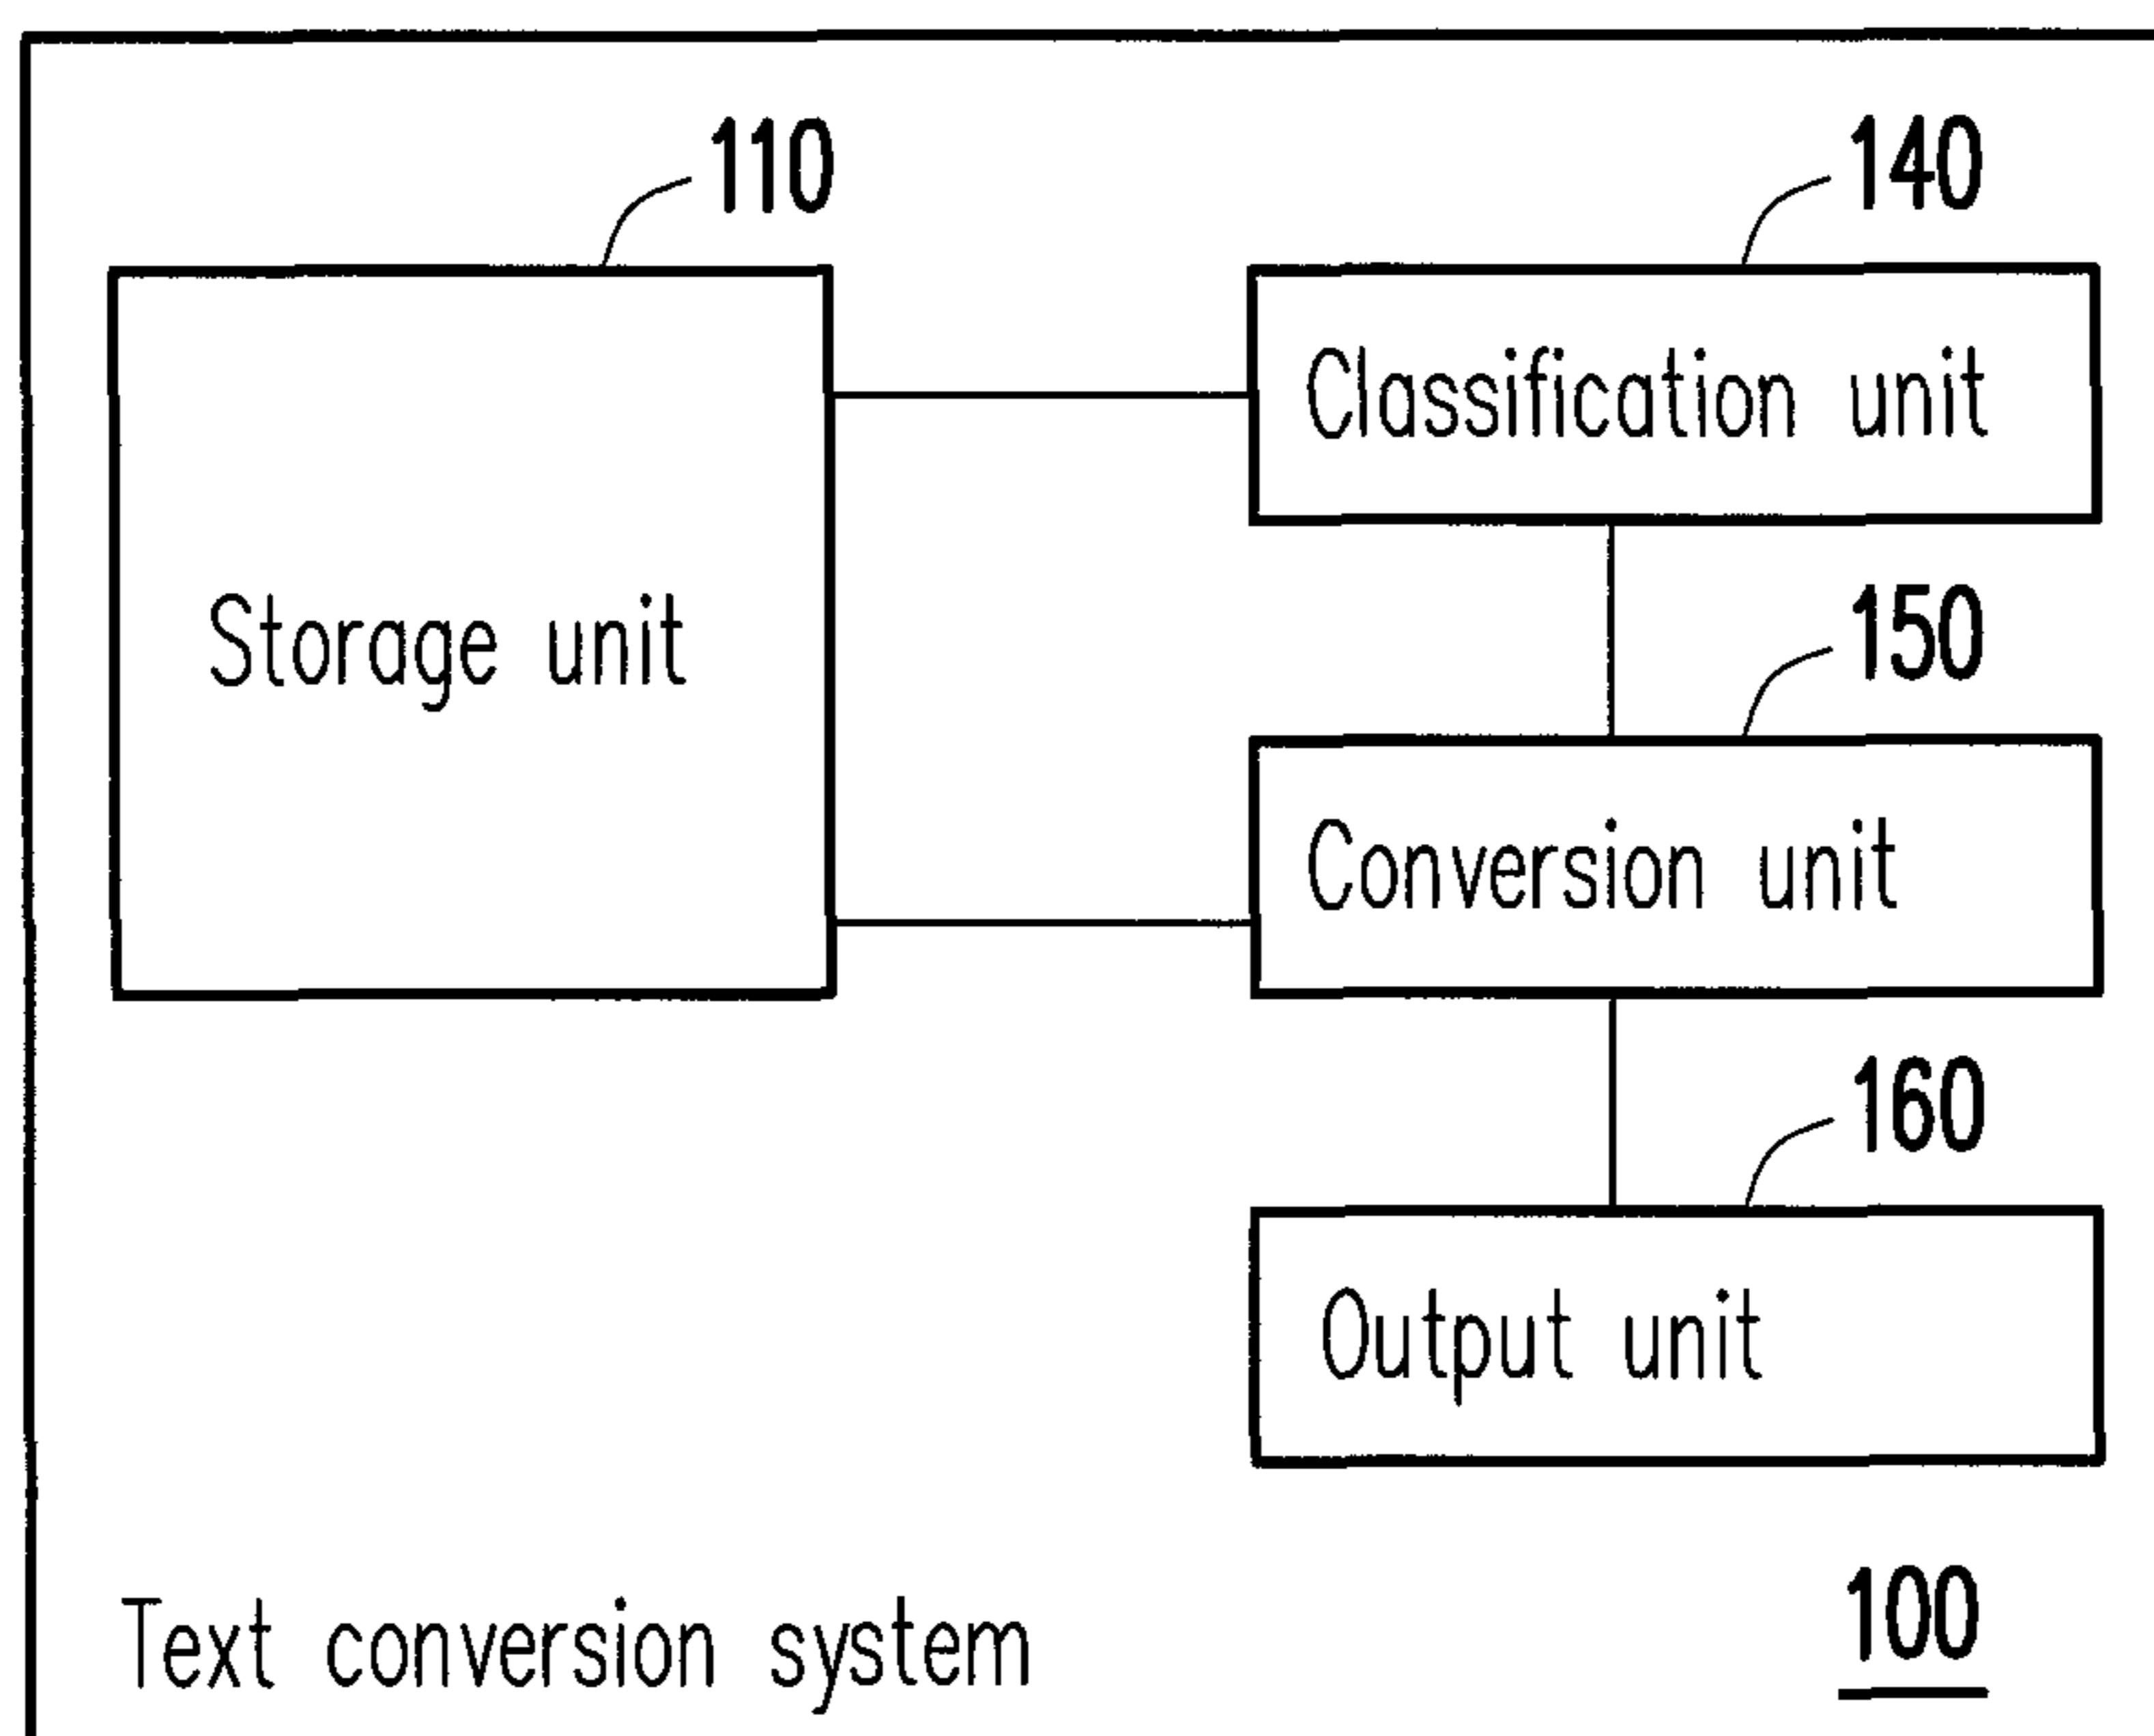 110
140
Classification unit
Storage unit
150
Conversion unit
160
Output unit
Text conversion system
100